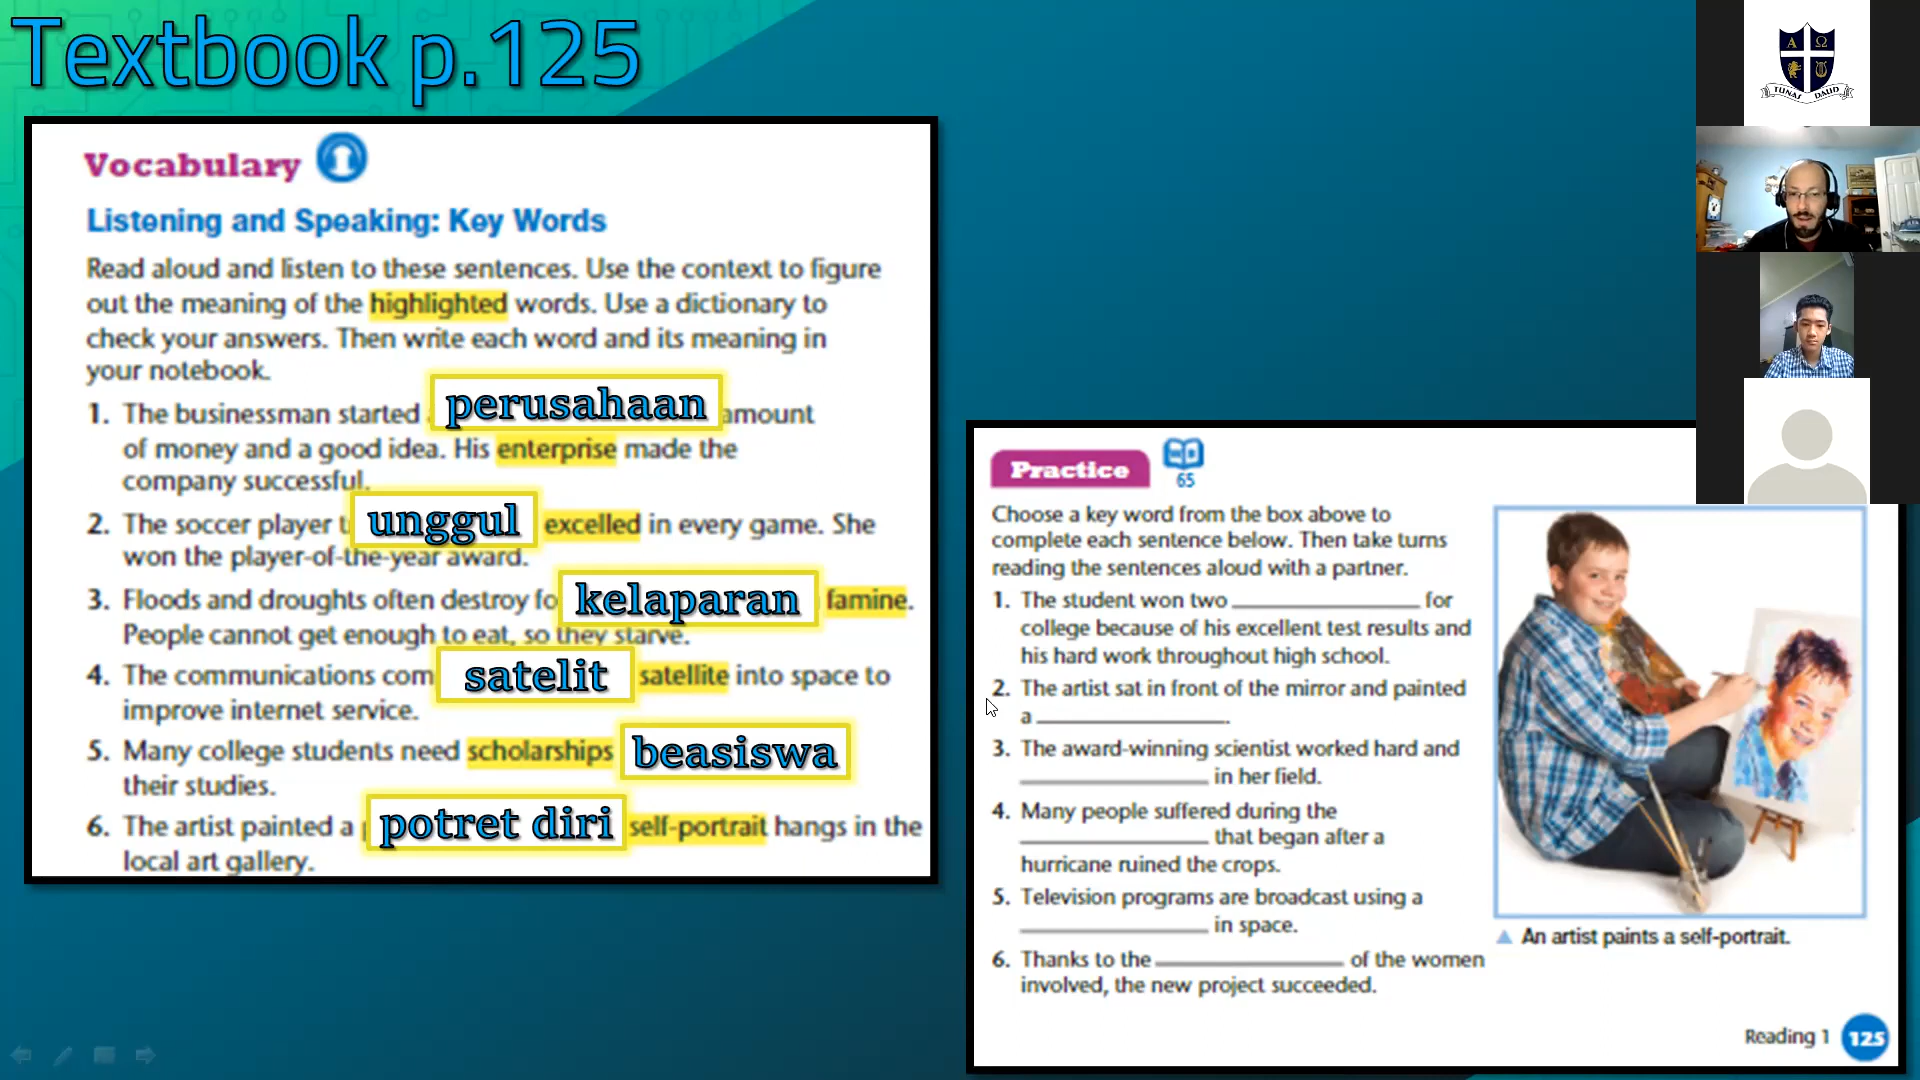 Textbook p.125
Vocabulary
Listening and Speaking: Key Words
Read aloud and listen to these sentences. Use the context to figure
out the meaning of the highlighted words. Use a dictionary to
check your answers. Then write each word and its meaning in
your notebook.
perusahaan
1. The businessman started amount
of money and a good idea. His enterprise made the
company successful.
unggul
2. The soccer player excelled in every game. She
won the player-of-the-year award.
kelaparan
3. Floods and droughts often destroy famine.
People cannot get enough to eat, so they starve.
satelit
4. The communications satellite into space to
improve internet service.
5. Many college students need scholarships beasiswa
their studies.
potret diri
6. The artist painted a self-portrait hangs in the
local art gallery.
Practice
65
Choose a key word from the box above to
complete each sentence below. Then take turns
reading the sentences aloud with a partner.
1. The student won two ____________ for
college because of his excellent test results and
his hard work throughout high school.
2. The artist sat in front of the mirror and painted
a ____________.
3. The award-winning scientist worked hard and
____________ in her field.
4. Many people suffered during the
____________ that began after a
hurricane ruined the crops.
5. Television programs are broadcast using a
____________ in space.
6. Thanks to the ____________ of the women
involved, the new project succeeded.
An artist paints a self-portrait.
Reading 1 125
Α Ω
TUNAS DAUD